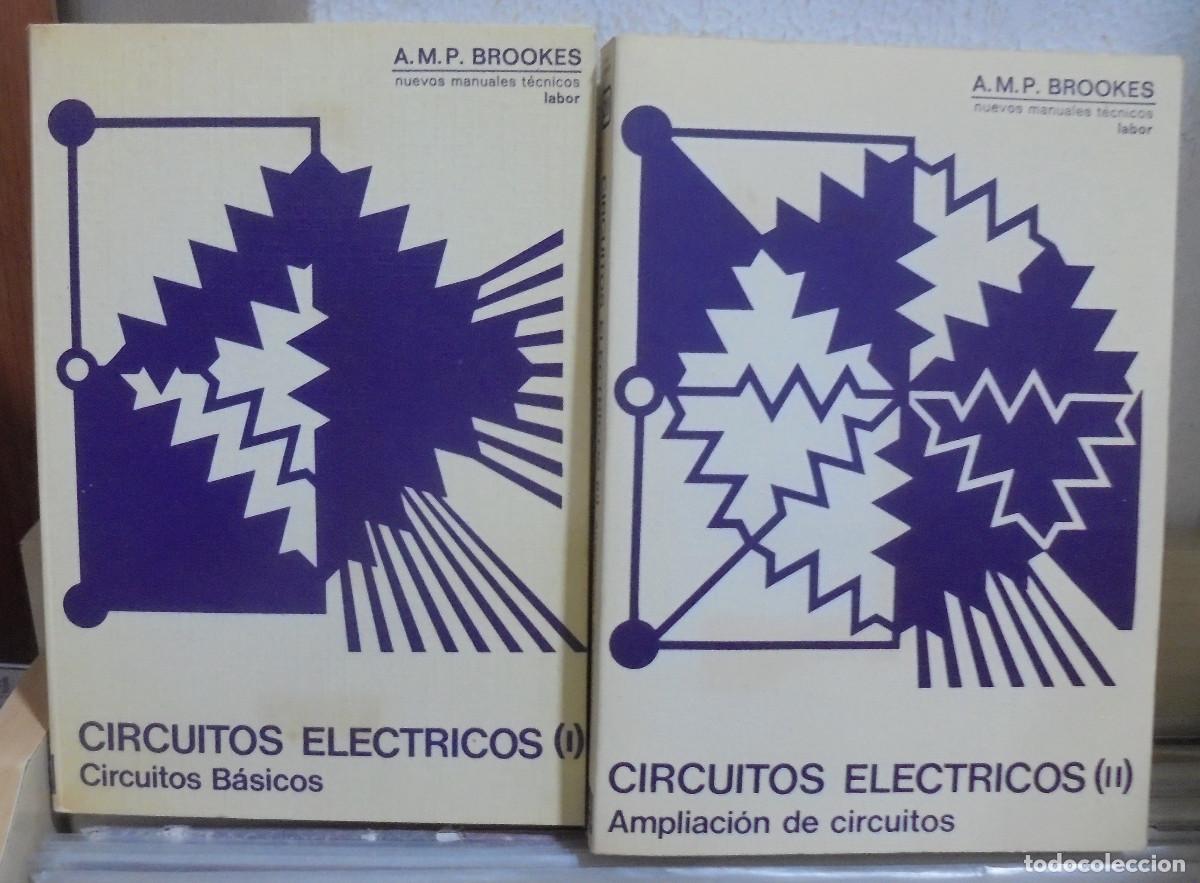 A.M.P. BROOKES
nuevos manuales técnicos
labor
CIRCUITOS ELECTRICOS (I)
Circuitos Básicos
A.M.P. BROOKES
nuevos manuales técnicos
labor
CIRCUITOS ELECTRICOS (II)
Ampliación de circuitos
todocoleccion